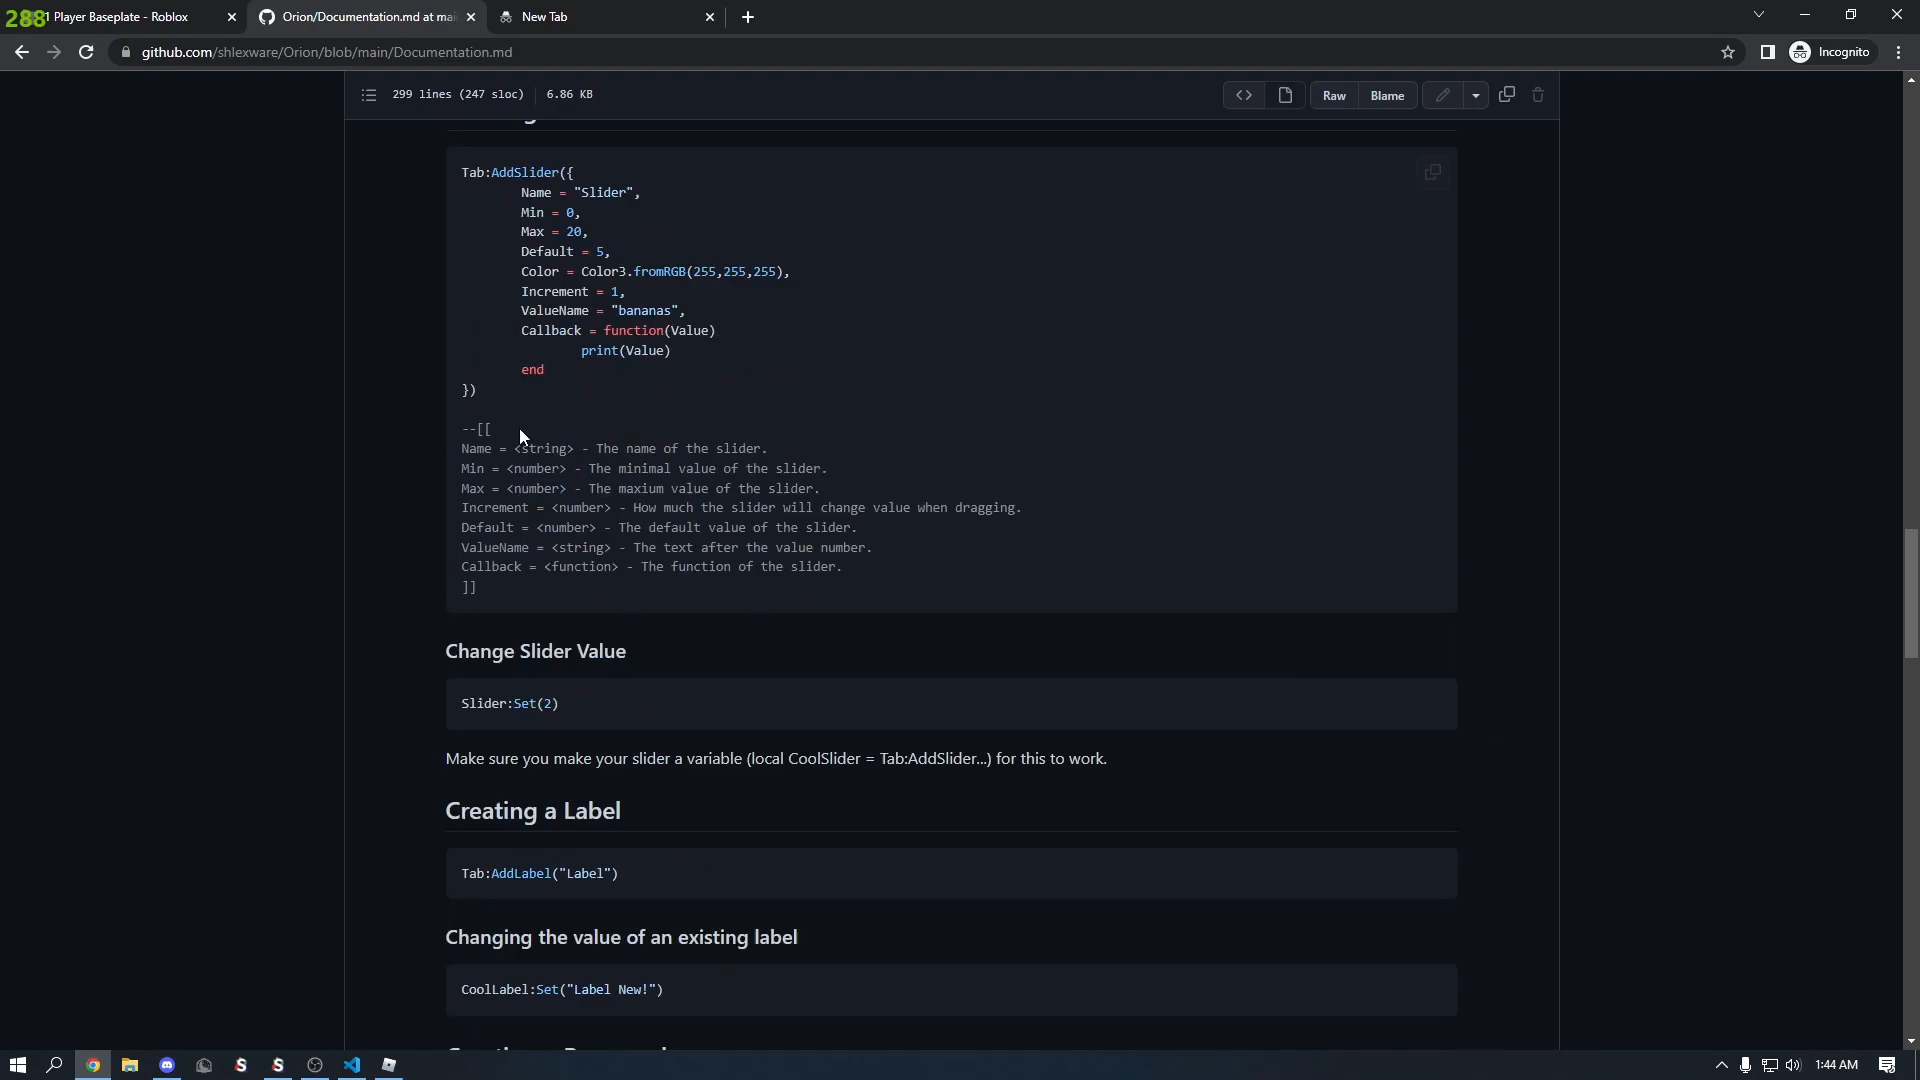 288
1 Player Baseplate - Roblox
Orion/Documentation.md at mai
New Tab
github.com/shlexware/Orion/blob/main/Documentation.md
Incognito
299 lines (247 sloc) 6.86 KB
Raw
Blame
Tab:AddSlider({
Name = "Slider",
Min = 0,
Max = 20,
Default = 5,
Color = Color3.fromRGB(255,255,255),
Increment = 1,
ValueName = "bananas",
Callback = function(Value)
print(Value)
end
})
--[[
Name = <string> - The name of the slider.
Min = <number> - The minimal value of the slider.
Max = <number> - The maxium value of the slider.
Increment = <number> - How much the slider will change value when dragging.
Default = <number> - The default value of the slider.
ValueName = <string> - The text after the value number.
Callback = <function> - The function of the slider.
]]
Change Slider Value
Slider:Set(2)
Make sure you make your slider a variable (local CoolSlider = Tab:AddSlider...) for this to work.
Creating a Label
Tab:AddLabel("Label")
Changing the value of an existing label
CoolLabel:Set("Label New!")
1:44 AM